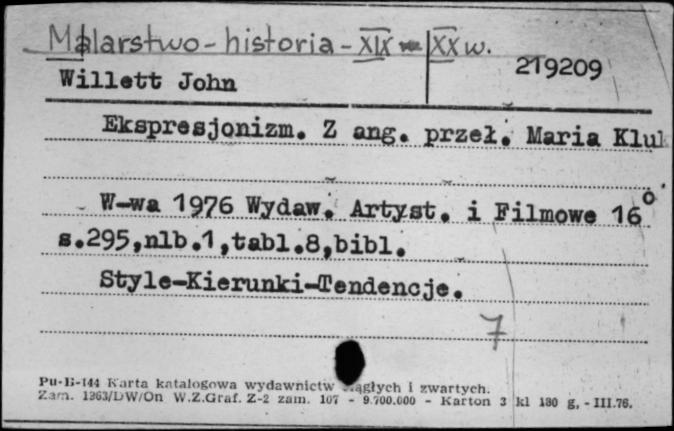 Malarstwo - historia - XIX - XX w.
Willett John
219209
Ekspresjonizm. Z ang. przeł. Maria Kluk
W-wa 1976 Wydaw. Artyst. i Filmowe 16°
s.295,nlb.1,tabl.8,bibl.
Style-Kierunki-Tendencje.
7
Pu-B-144 Karta katalogowa wydawnictw ciągłych i zwartych.
Zam. 1263/DW/On W.Z.Graf. Z-2 zam. 107 - 9.700.000 - Karton 3 kl 180 g. - III.76.